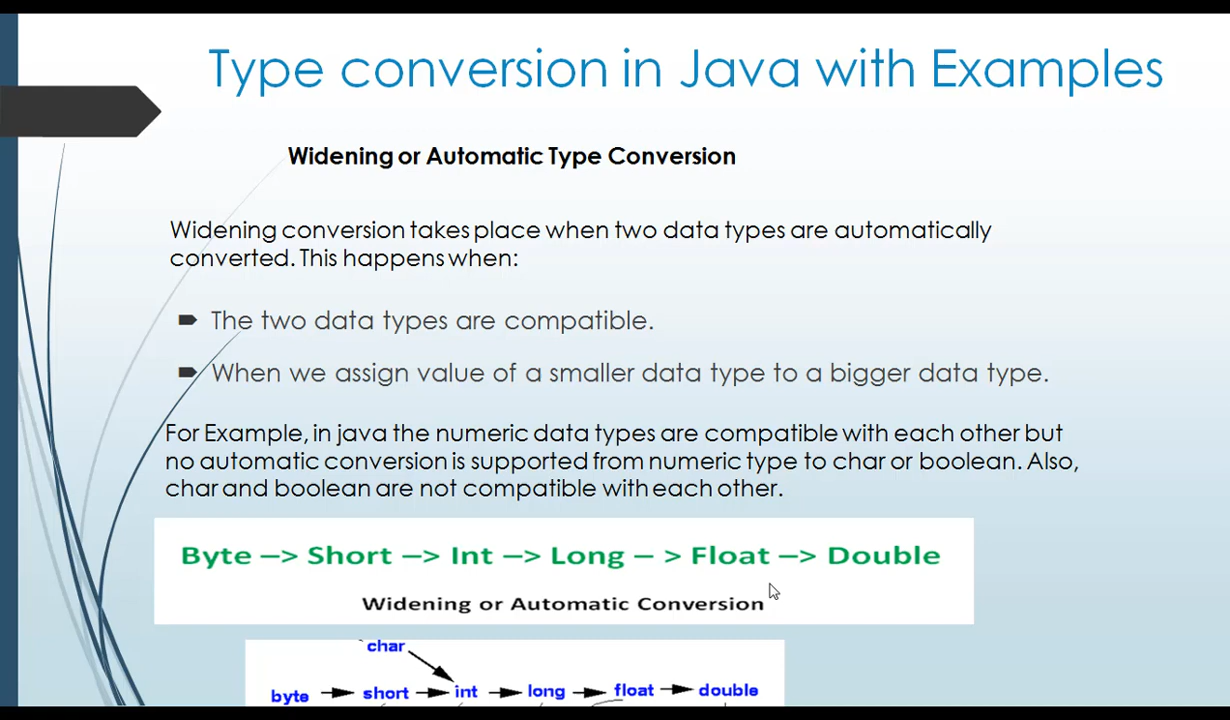 Type conversion in Java with Examples
Widening or Automatic Type Conversion
Widening conversion takes place when two data types are automatically
converted. This happens when:
The two data types are compatible.
When we assign value of a smaller data type to a bigger data type.
For Example, in java the numeric data types are compatible with each other but
no automatic conversion is supported from numeric type to char or boolean. Also,
char and boolean are not compatible with each other.
Byte –> Short –> Int –> Long – > Float –> Double
Widening or Automatic Conversion
char
byte short int long float double